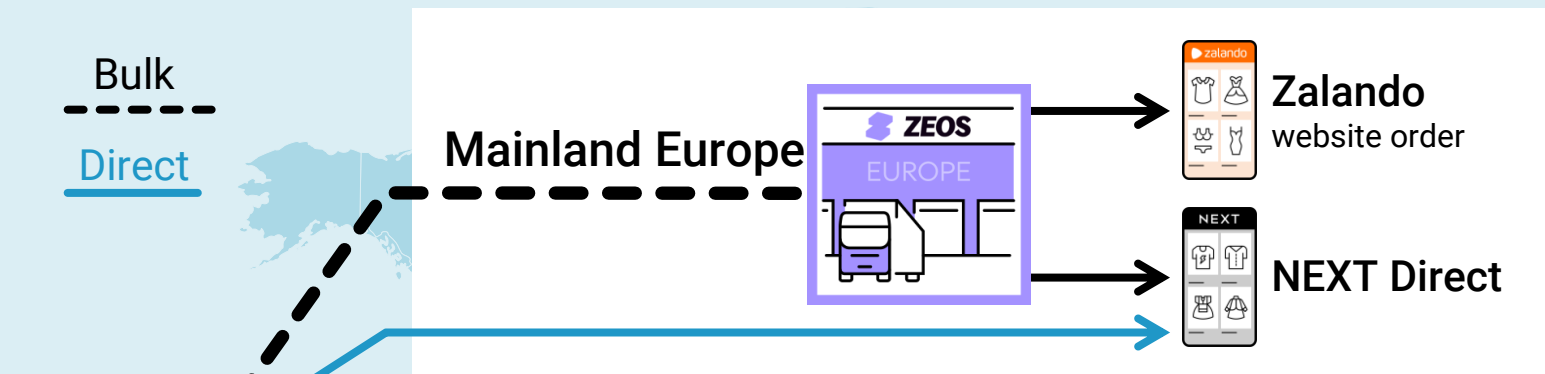 Bulk
Direct
Mainland Europe
ZEOS
EUROPE
zalando
Zalando
website order
NEXT
NEXT Direct